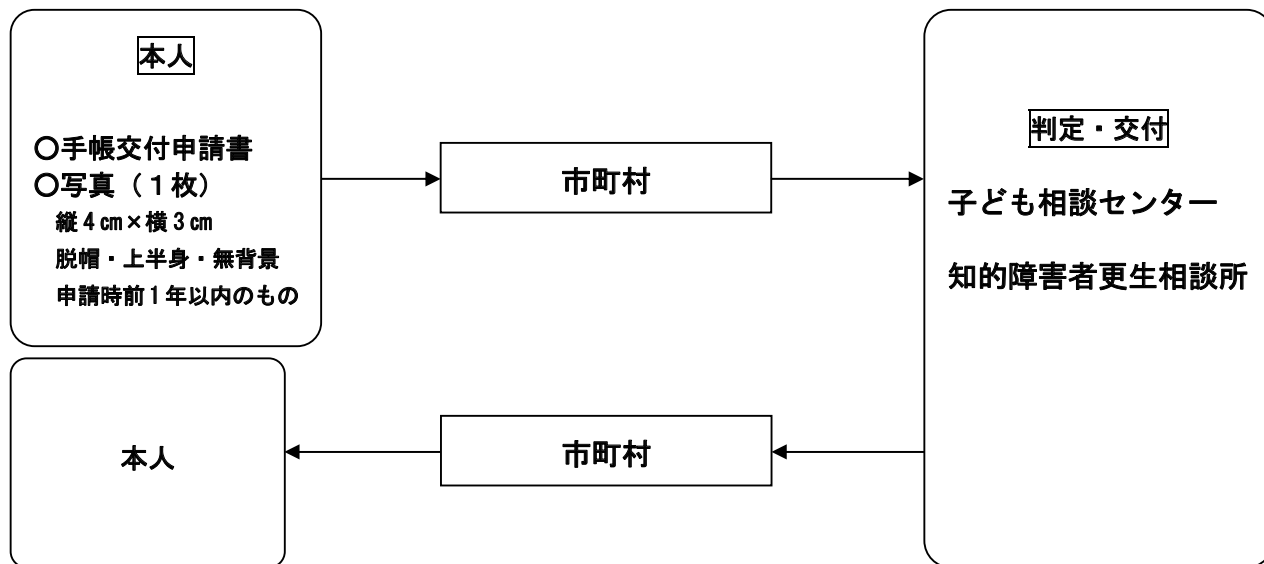 本人
○手帳交付申請書
○写真(1枚)
縦4㎝×横3㎝
脱帽・上半身・無背景
申請時前1年以内のもの
市町村
判定・交付
子ども相談センター
知的障害者更生相談所
本人
市町村